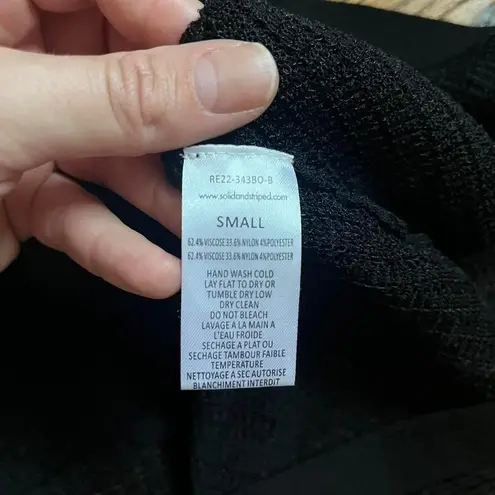 RE22-343BO-B
www.solidandstriped.com
SMALL
62.4% VISCOSE 33.6% NYLON 4% POLYESTER
62.4% VISCOSE 33.6% NYLON 4% POLYESTER
HAND WASH COLD
LAY FLAT TO DRY OR
TUMBLE DRY LOW
DRY CLEAN
DO NOT BLEACH
LAVAGE A LA MAIN A
L'EAU FROIDE
SECHAGE A PLAT OU
SECHAGE TAMBOUR FAIBLE
TEMPERATURE
NETTOYAGE A SEC AUTORISE
BLANCHIMENT INTERDIT